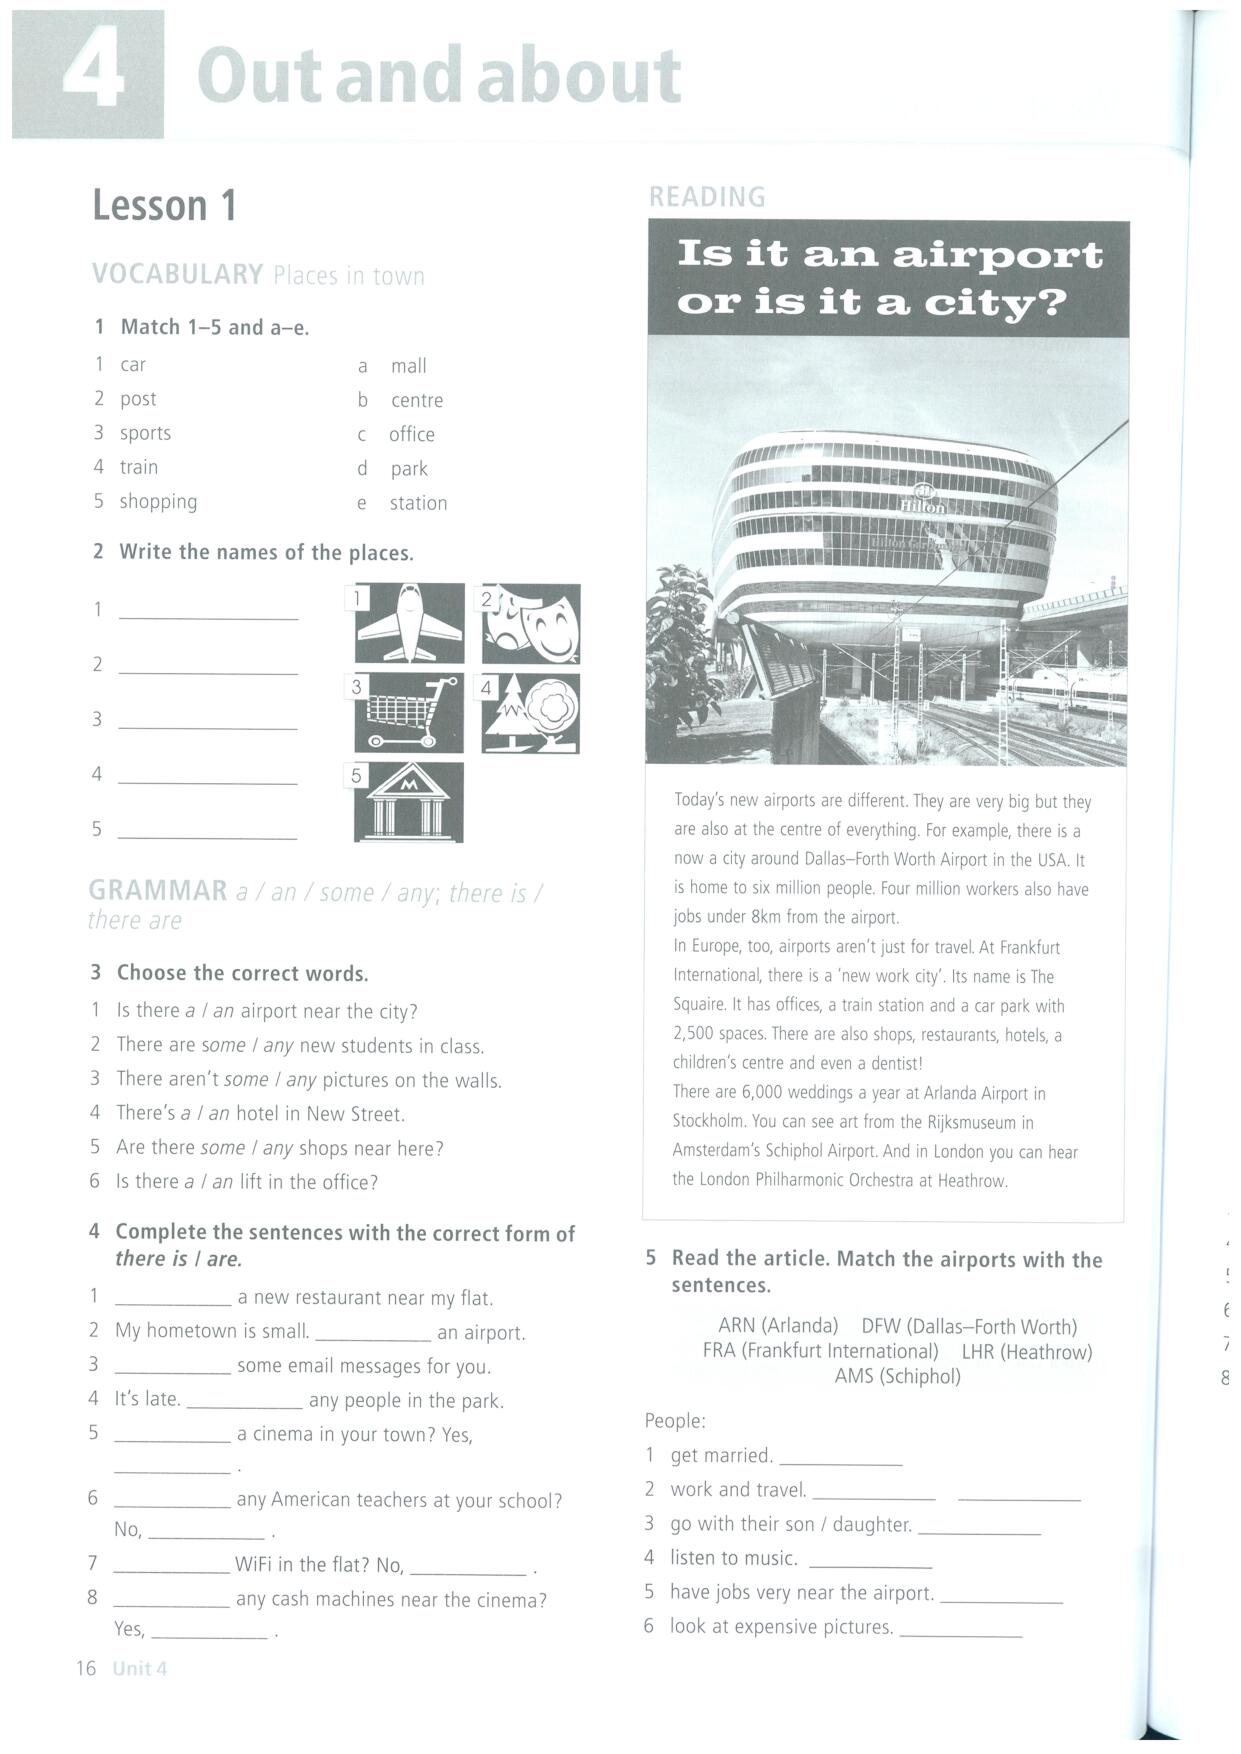 4 Out and about
Lesson 1
VOCABULARY Places in town
1 Match 1–5 and a–e.
1 car a mall
2 post b centre
3 sports c office
4 train d park
5 shopping e station
2 Write the names of the places.
1 ____________
2 ____________
3 ____________
4 ____________
5 ____________
1
2
3
4
5
M
GRAMMAR a / an / some / any; there is /
there are
3 Choose the correct words.
1 Is there a / an airport near the city?
2 There are some / any new students in class.
3 There aren't some / any pictures on the walls.
4 There's a / an hotel in New Street.
5 Are there some / any shops near here?
6 Is there a / an lift in the office?
4 Complete the sentences with the correct form of
there is / are.
1 ____________ a new restaurant near my flat.
2 My hometown is small. ____________ an airport.
3 ____________ some email messages for you.
4 It's late. ____________ any people in the park.
5 ____________ a cinema in your town? Yes,
____________ .
6 ____________ any American teachers at your school?
No, ____________ .
7 ____________ WiFi in the flat? No, ____________ .
8 ____________ any cash machines near the cinema?
Yes, ____________ .
16 Unit 4
READING
Is it an airport
or is it a city?
Hilton
Hilton Garden
Today's new airports are different. They are very big but they
are also at the centre of everything. For example, there is a
now a city around Dallas–Forth Worth Airport in the USA. It
is home to six million people. Four million workers also have
jobs under 8km from the airport.
In Europe, too, airports aren't just for travel. At Frankfurt
International, there is a 'new work city'. Its name is The
Squaire. It has offices, a train station and a car park with
2,500 spaces. There are also shops, restaurants, hotels, a
children's centre and even a dentist!
There are 6,000 weddings a year at Arlanda Airport in
Stockholm. You can see art from the Rijksmuseum in
Amsterdam's Schiphol Airport. And in London you can hear
the London Philharmonic Orchestra at Heathrow.
5 Read the article. Match the airports with the
sentences.
ARN (Arlanda) DFW (Dallas–Forth Worth)
FRA (Frankfurt International) LHR (Heathrow)
AMS (Schiphol)
People:
1 get married. ____________
2 work and travel. ____________ ____________
3 go with their son / daughter. ____________
4 listen to music. ____________
5 have jobs very near the airport. ____________
6 look at expensive pictures. ____________
6
7
8